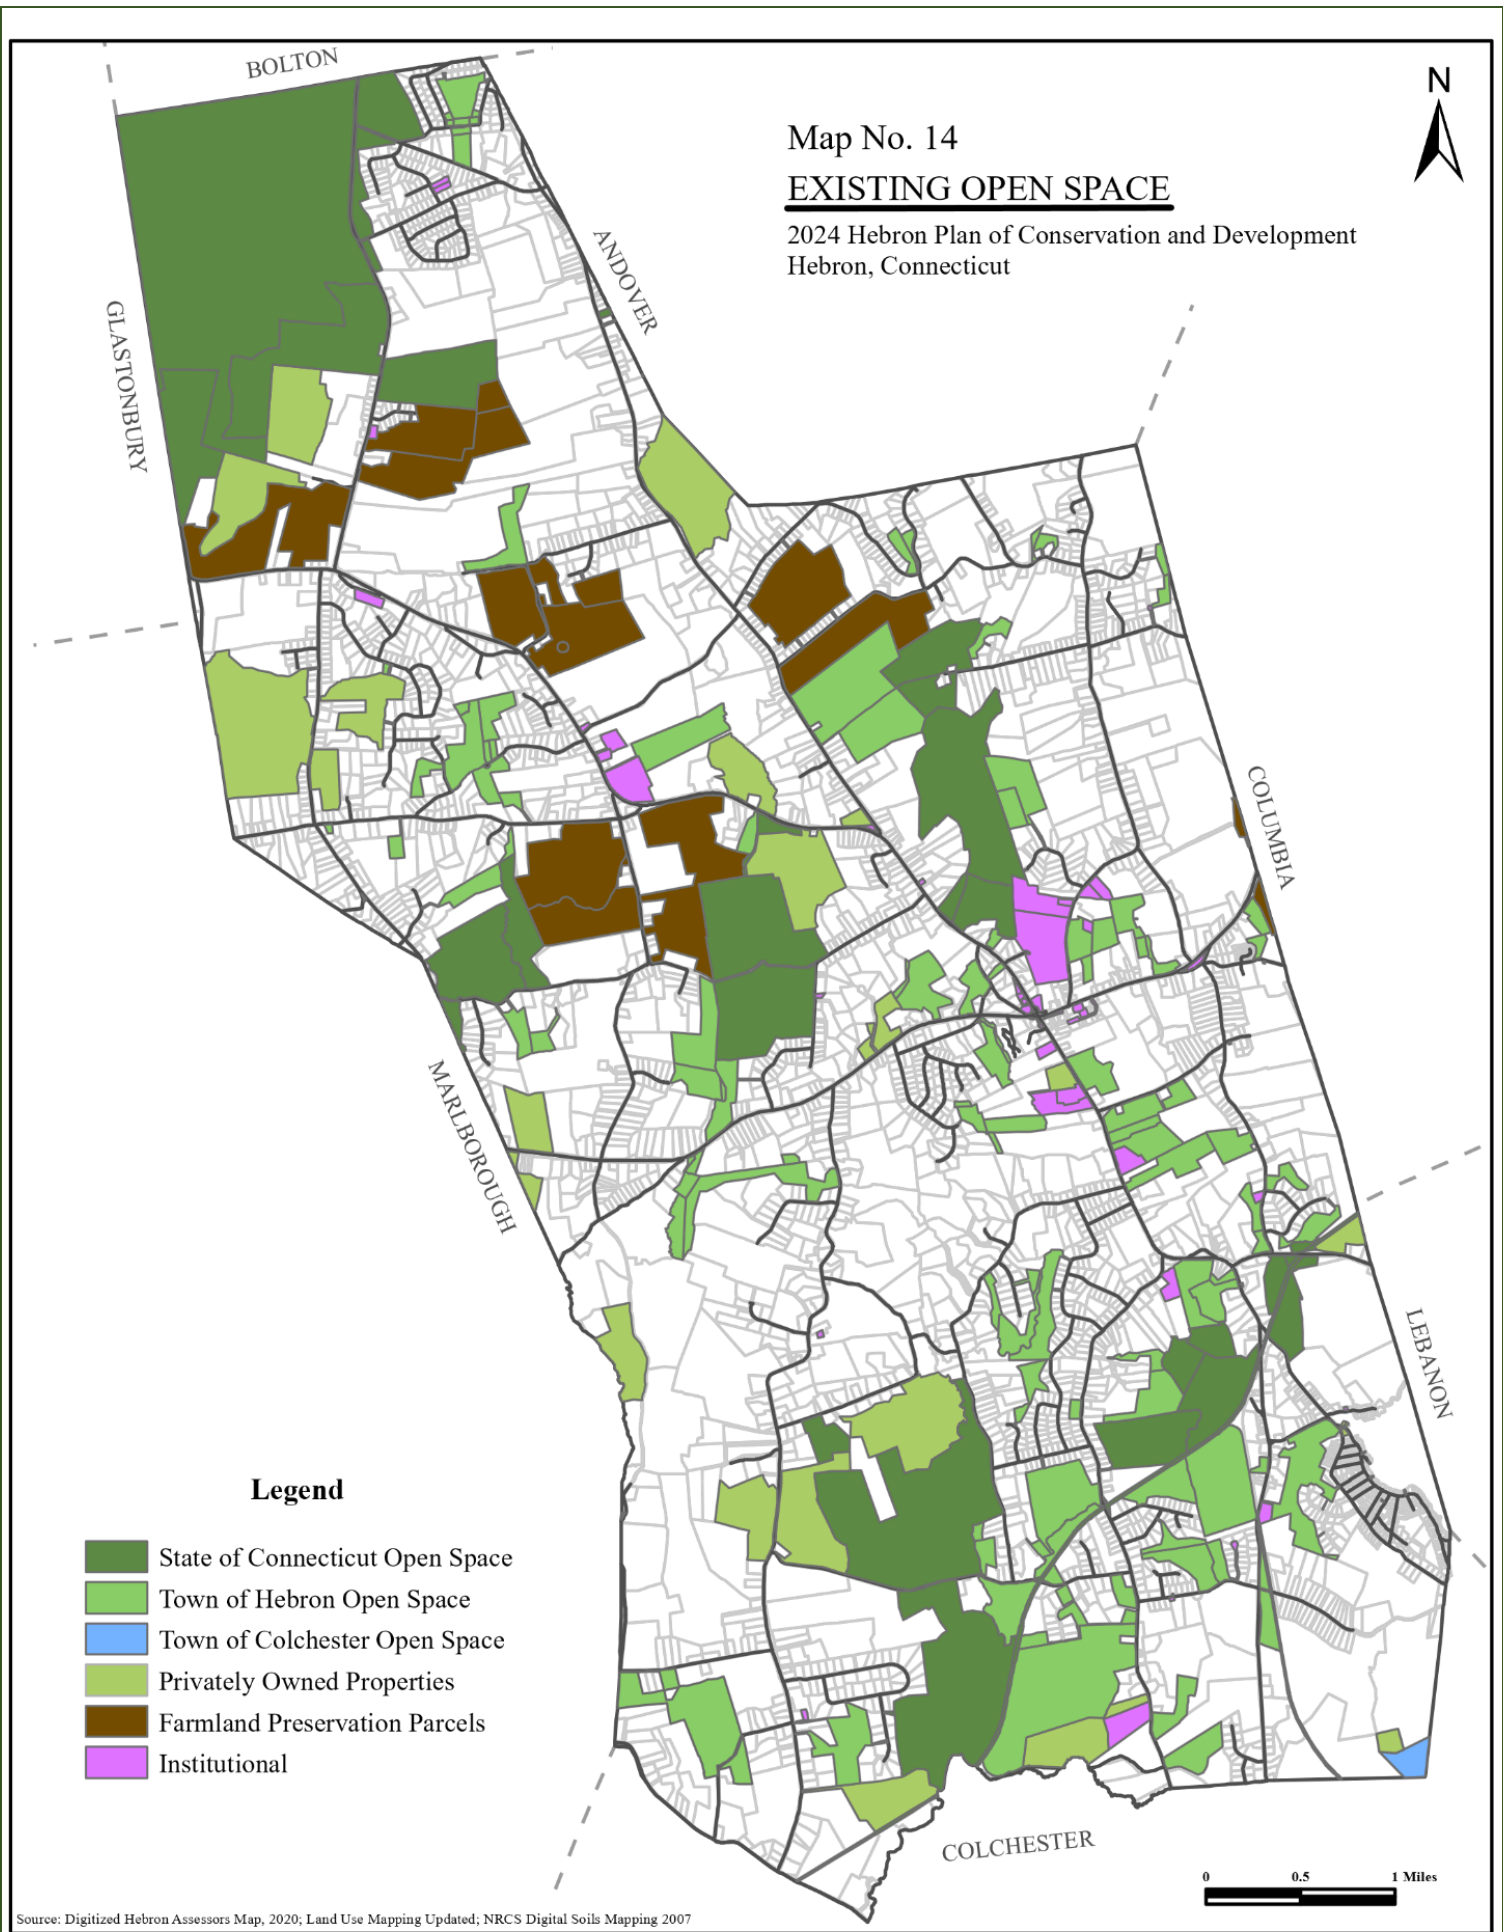 BOLTON
N
Map No. 14
EXISTING OPEN SPACE
2024 Hebron Plan of Conservation and Development
Hebron, Connecticut
ANDOVER
GLASTONBURY
COLUMBIA
MARLBOROUGH
LEBANON
Legend
State of Connecticut Open Space
Town of Hebron Open Space
Town of Colchester Open Space
Privately Owned Properties
Farmland Preservation Parcels
Institutional
COLCHESTER
0 0.5 1 Miles
Source: Digitized Hebron Assessors Map, 2020; Land Use Mapping Updated; NRCS Digital Soils Mapping 2007